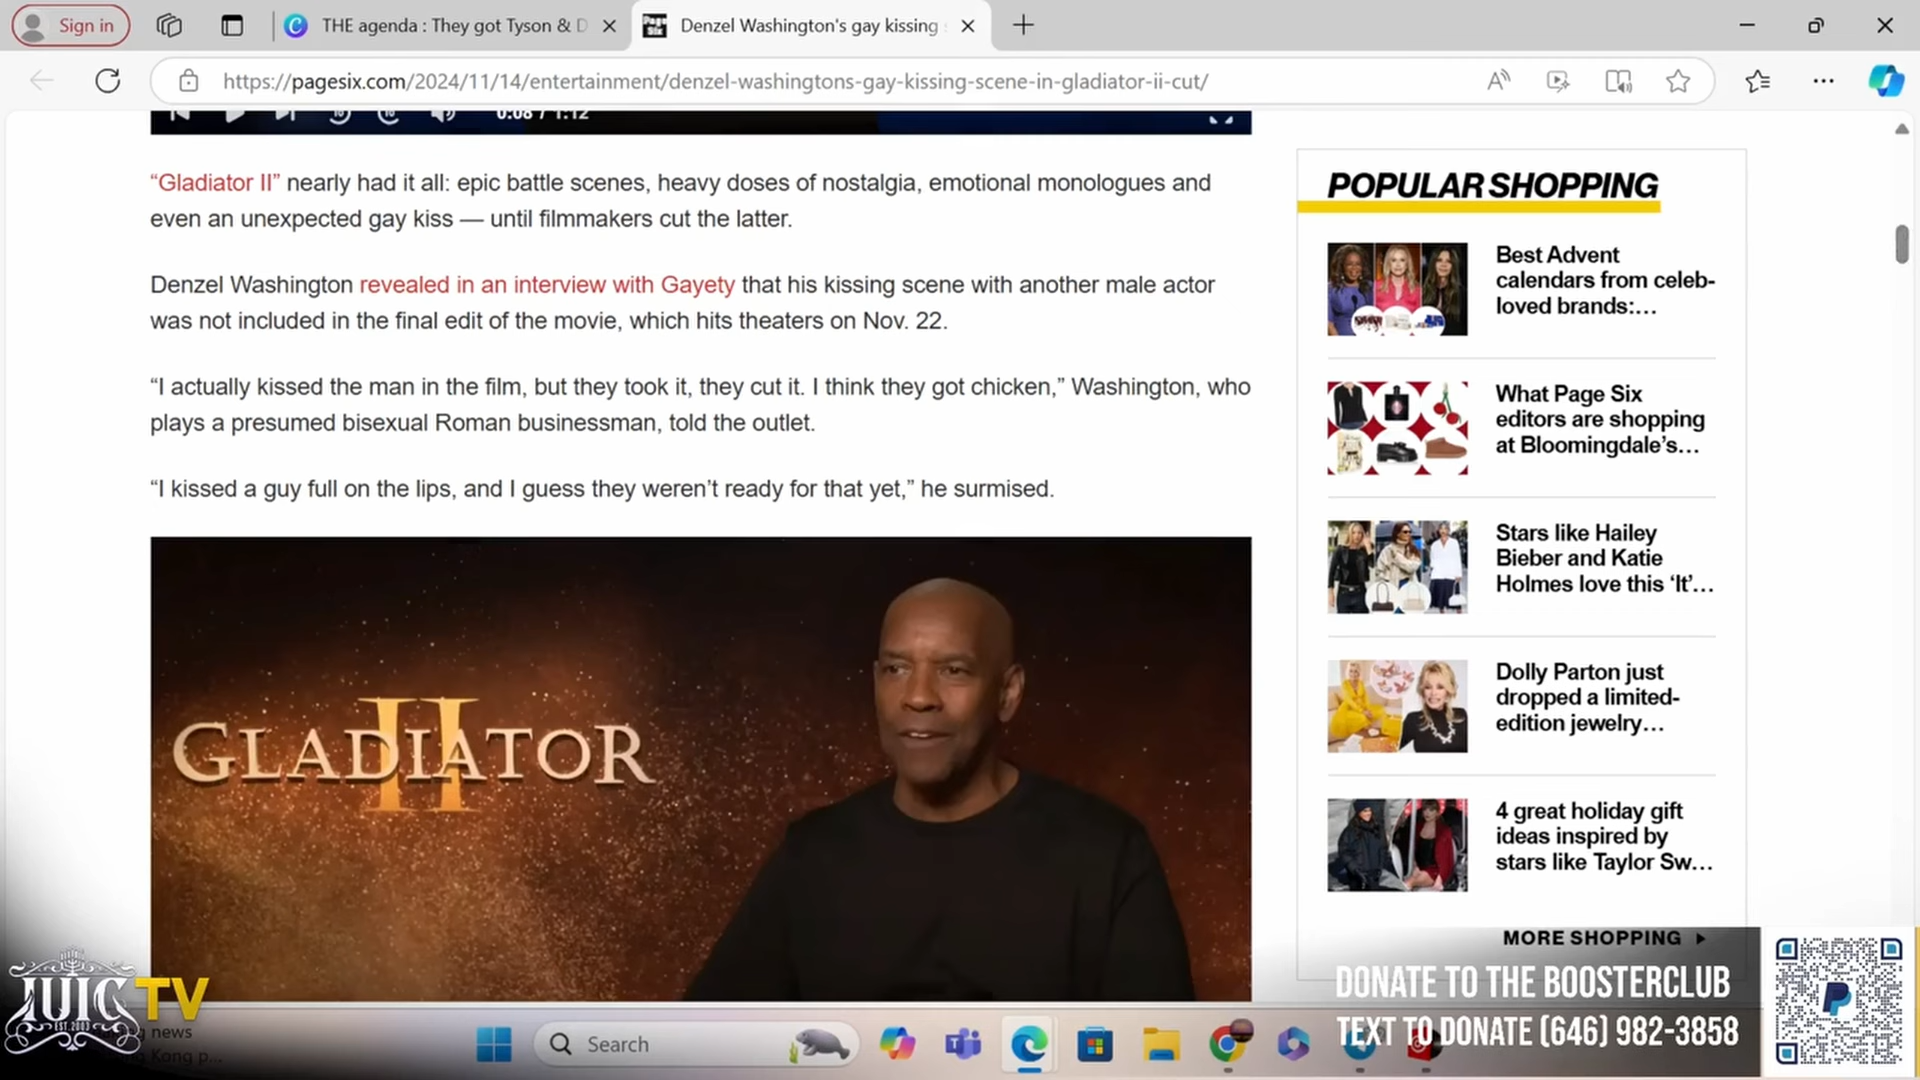 Sign in
THE agenda : They got Tyson & D
Denzel Washington's gay kissing
https://pagesix.com/2024/11/14/entertainment/denzel-washingtons-gay-kissing-scene-in-gladiator-ii-cut/
0:08 / 1:12
“Gladiator II” nearly had it all: epic battle scenes, heavy doses of nostalgia, emotional monologues and
even an unexpected gay kiss — until filmmakers cut the latter.
Denzel Washington revealed in an interview with Gayety that his kissing scene with another male actor
was not included in the final edit of the movie, which hits theaters on Nov. 22.
“I actually kissed the man in the film, but they took it, they cut it. I think they got chicken,” Washington, who
plays a presumed bisexual Roman businessman, told the outlet.
“I kissed a guy full on the lips, and I guess they weren’t ready for that yet,” he surmised.
GLADIATOR
II
POPULAR SHOPPING
Best Advent
calendars from celeb-
loved brands:…
What Page Six
editors are shopping
at Bloomingdale’s…
Stars like Hailey
Bieber and Katie
Holmes love this ‘It’…
Dolly Parton just
dropped a limited-
edition jewelry…
4 great holiday gift
ideas inspired by
stars like Taylor Sw…
MORE SHOPPING
DONATE TO THE BOOSTERCLUB
TEXT TO DONATE (646) 982-3858
IUIC TV
EST. 2003
news
Kong p...
Search